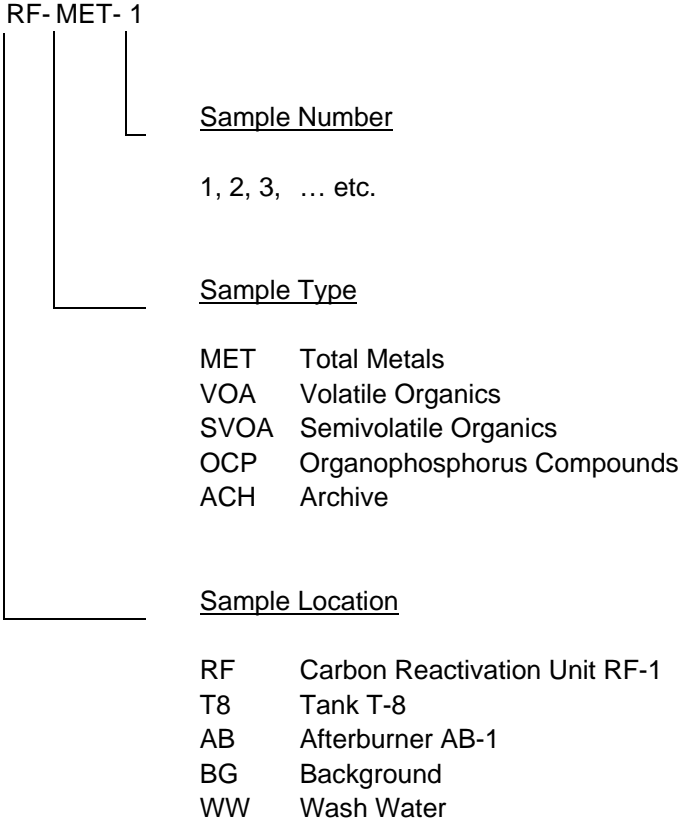 RF- MET- 1
Sample Number
1, 2, 3, … etc.
Sample Type
MET Total Metals
VOA Volatile Organics
SVOA Semivolatile Organics
OCP Organophosphorus Compounds
ACH Archive
Sample Location
RF Carbon Reactivation Unit RF-1
T8 Tank T-8
AB Afterburner AB-1
BG Background
WW Wash Water